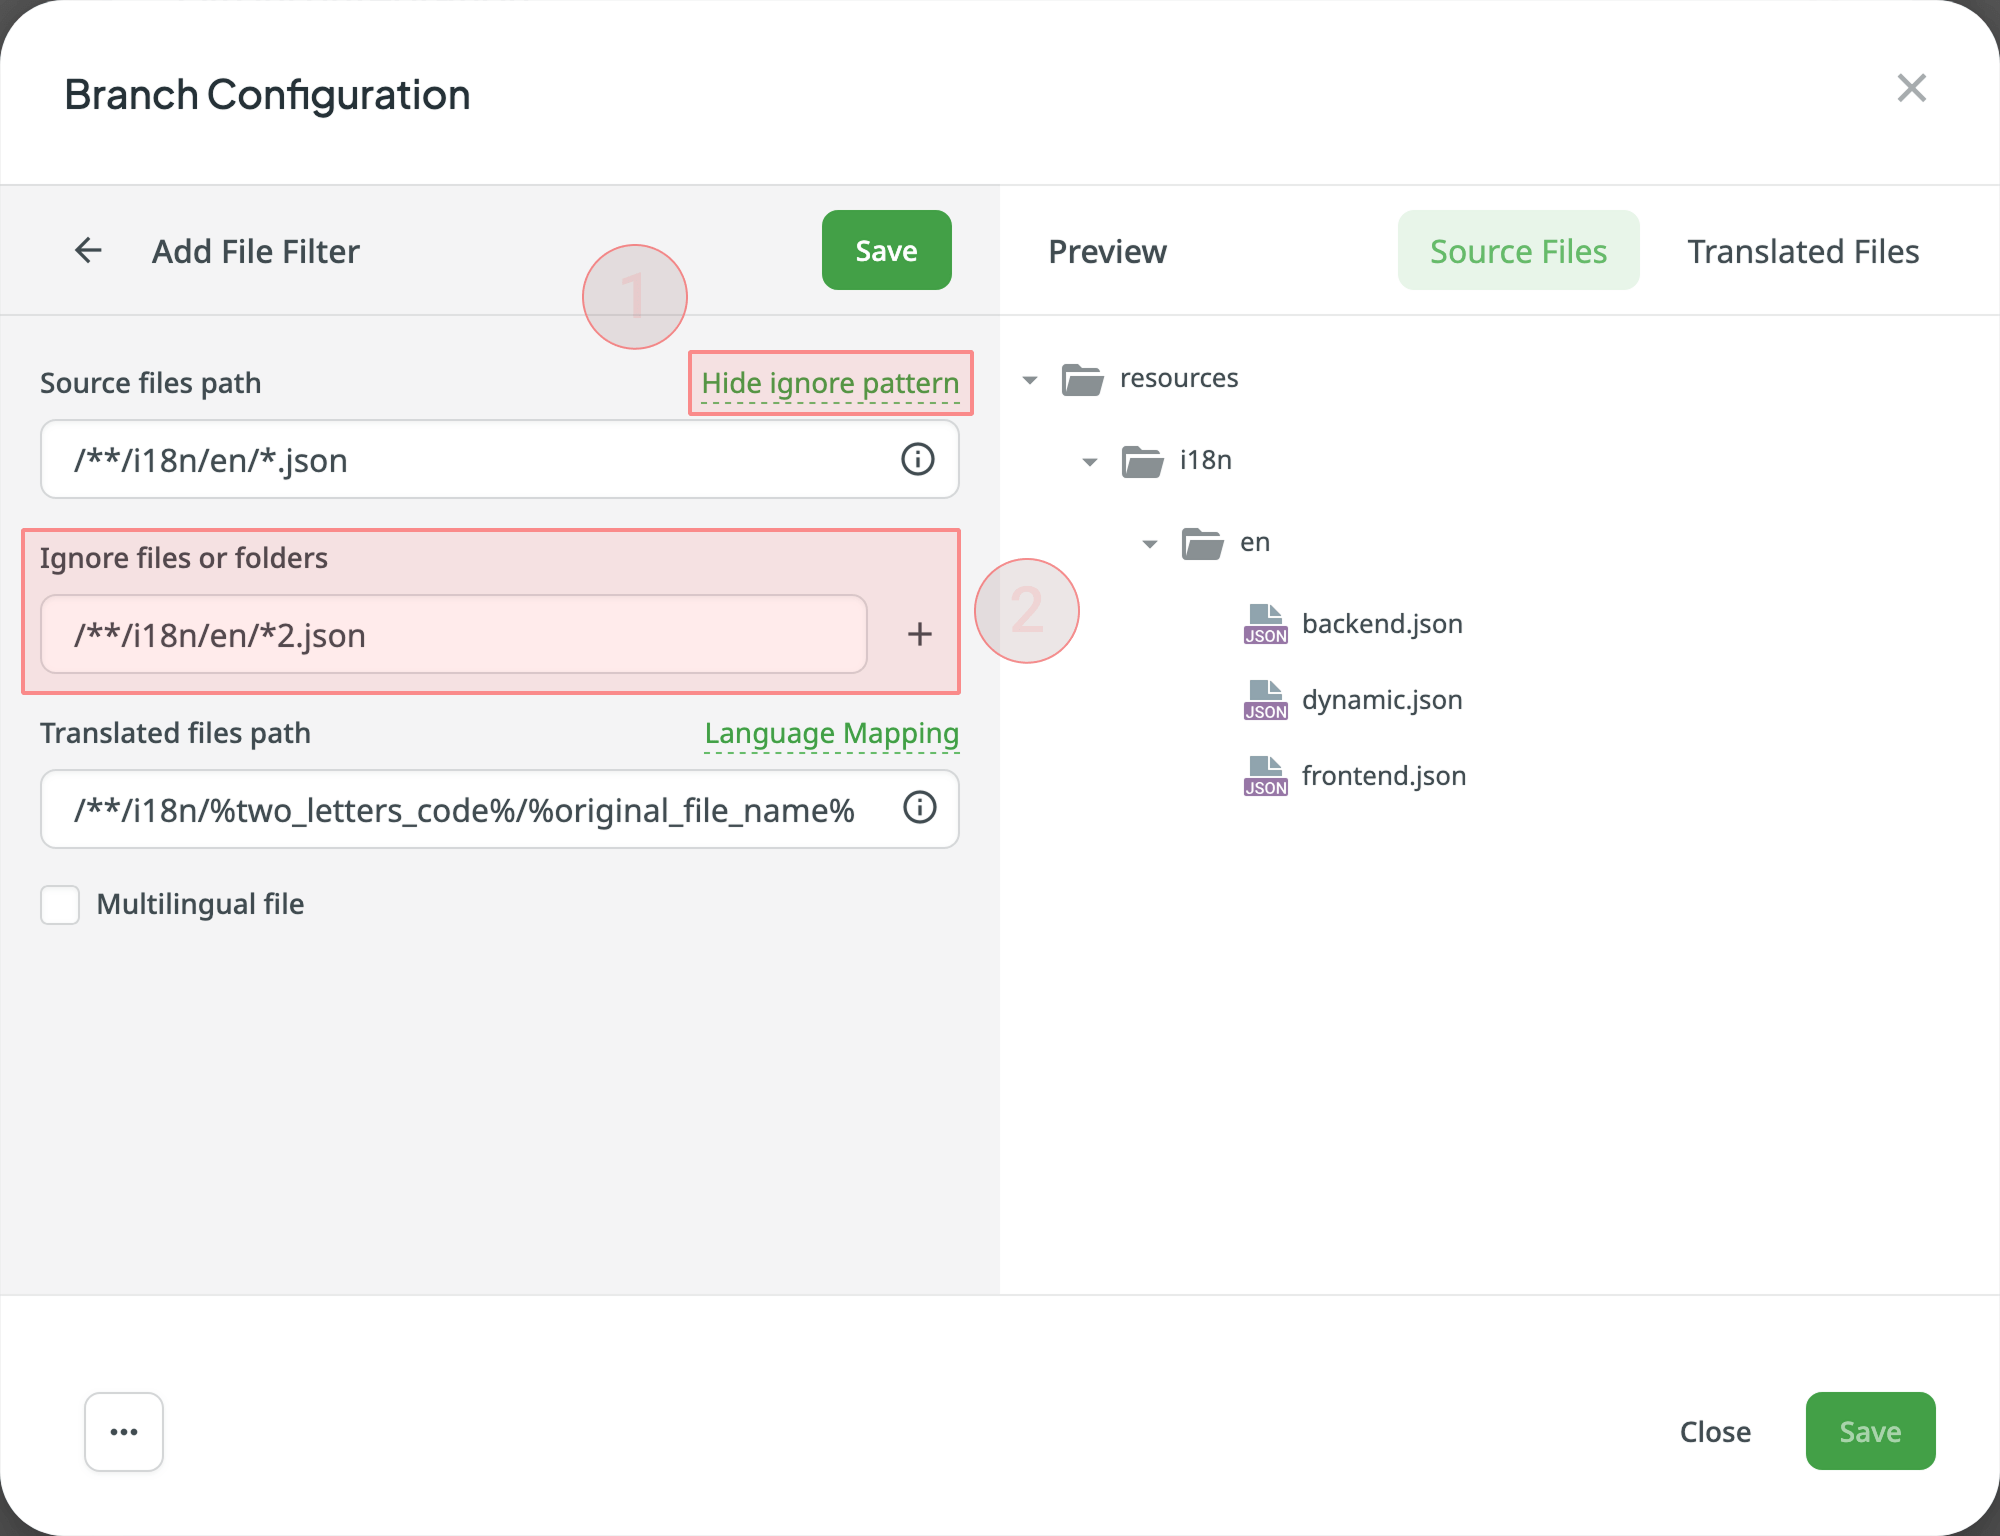 Branch Configuration
Add File Filter
Save
1
Source files path
Hide ignore pattern
/**/i18n/en/*.json
Ignore files or folders
/**/i18n/en/*2.json
2
Translated files path
Language Mapping
/**/i18n/%two_letters_code%/%original_file_name%
Multilingual file
Preview
Source Files
Translated Files
resources
i18n
en
JSON backend.json
JSON dynamic.json
JSON frontend.json
Close
Save